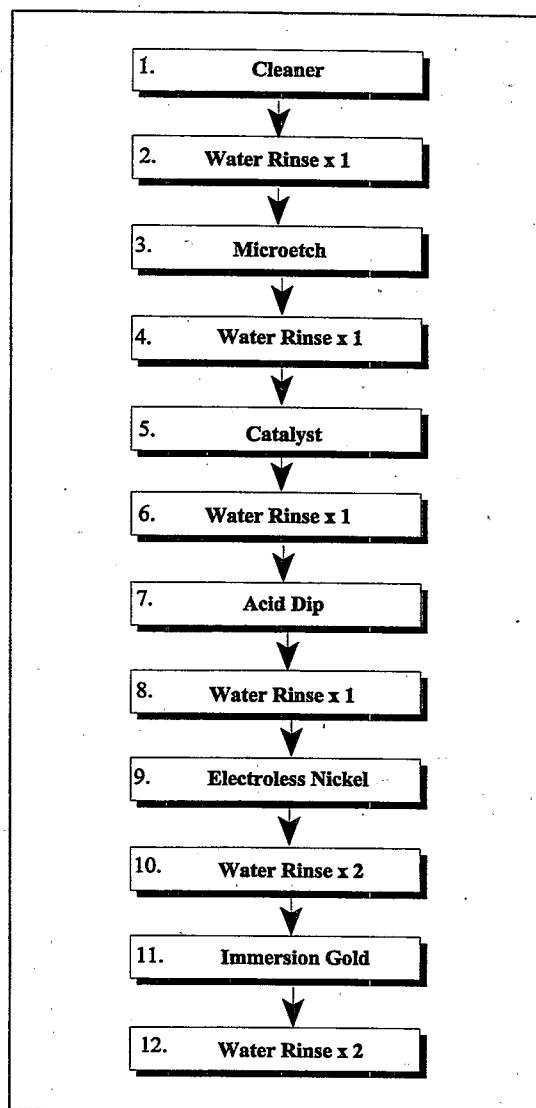 1. Cleaner
2. Water Rinse x 1
3. Microetch
4. Water Rinse x 1
5. Catalyst
6. Water Rinse x 1
7. Acid Dip
8. Water Rinse x 1
9. Electroless Nickel
10. Water Rinse x 2
11. Immersion Gold
12. Water Rinse x 2